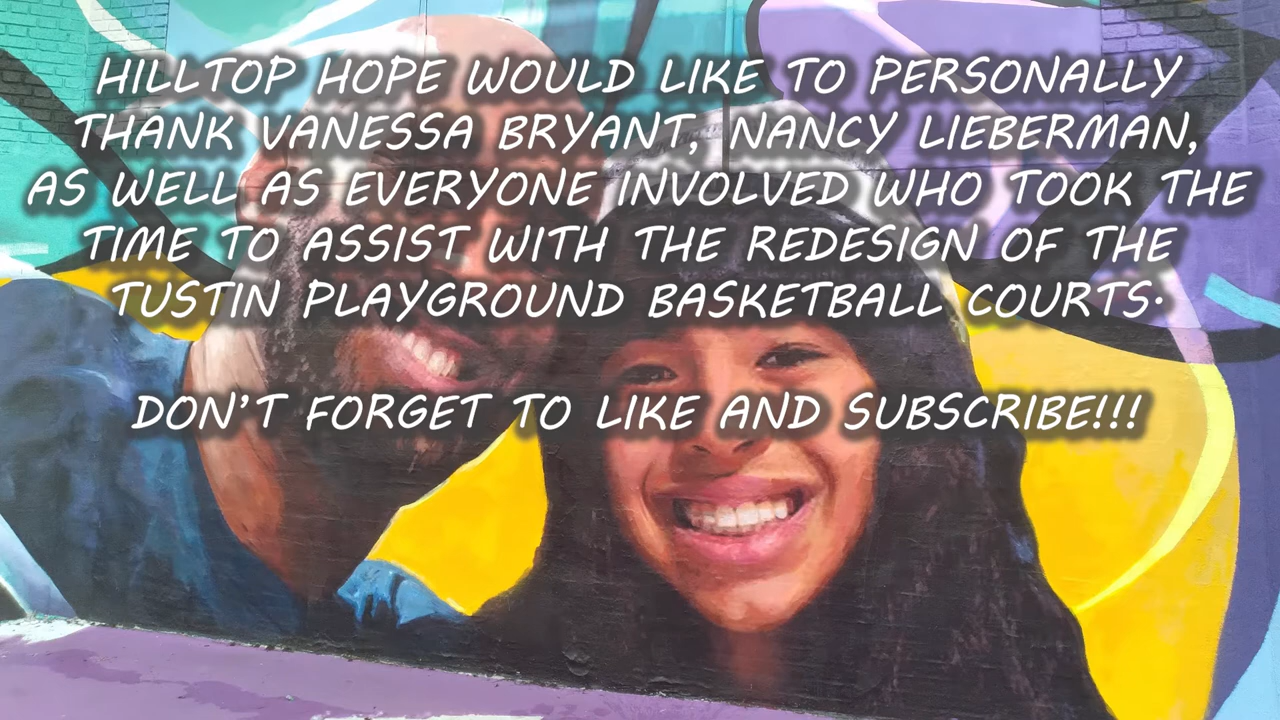 HILLTOP HOPE WOULD LIKE TO PERSONALLY
THANK VANESSA BRYANT , NANCY LIEBERMAN,
AS WELL AS EVERYONE INVOLVED WHO TOOK THE
TIME TO ASSIST WITH THE REDESIGN OF THE
TUSTIN PLAYGROUND BASKETBALL COURTS.
DON'T FORGET TO LIKE AND SUBSCRIBE!!!